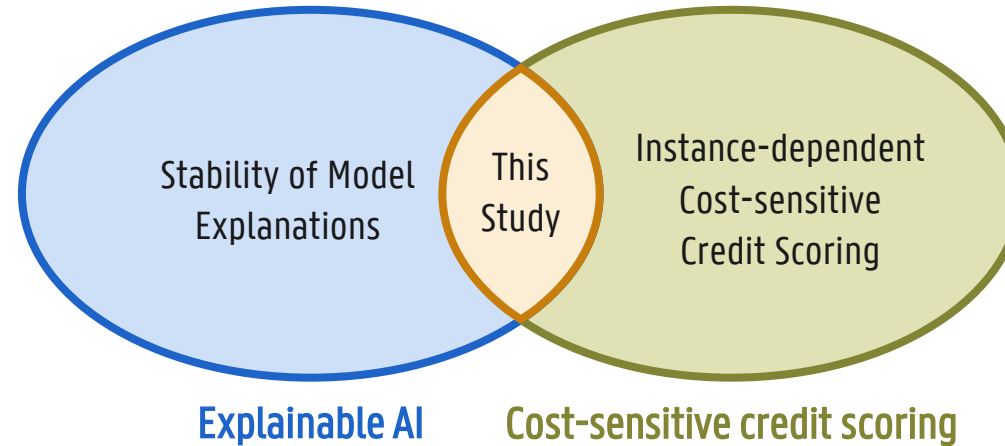 Stability of Model
Explanations
This
Study
Instance-dependent
Cost-sensitive
Credit Scoring
Explainable AI
Cost-sensitive credit scoring